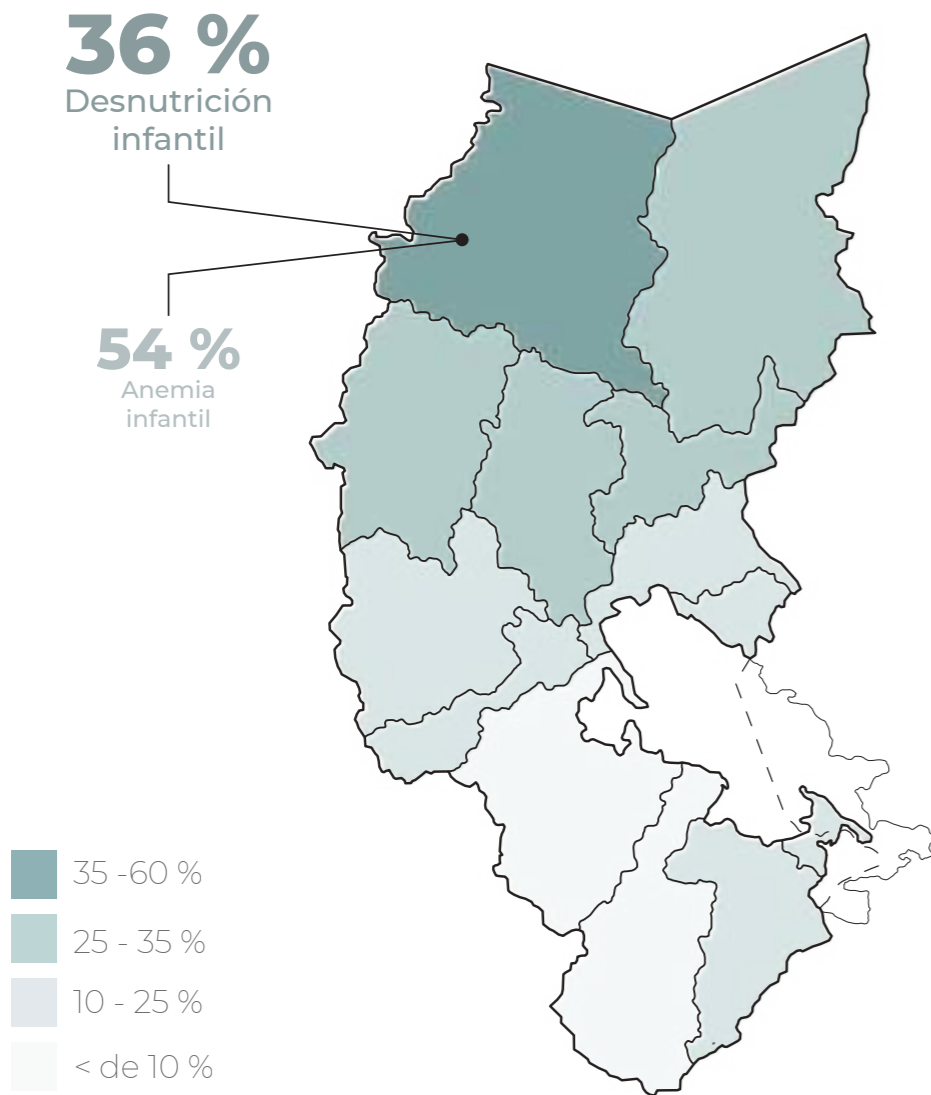 36 %
Desnutrición
infantil
54 %
Anemia
infantil
35 -60 %
25 - 35 %
10 - 25 %
< de 10 %